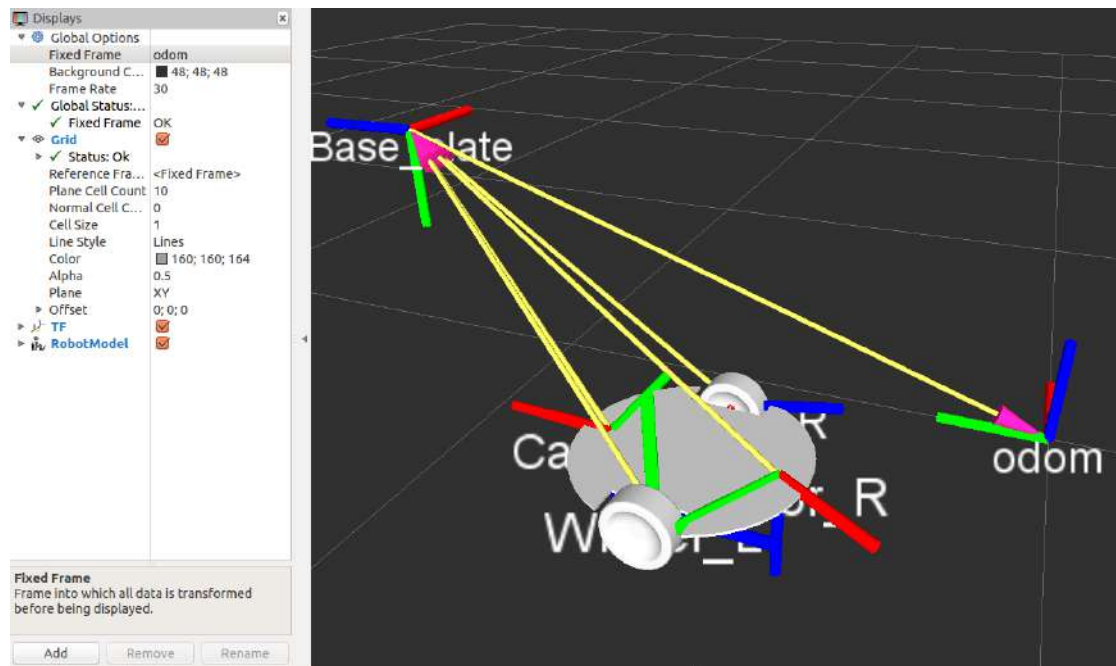 Displays
Global Options
Fixed Frame odom
Background C... 48; 48; 48
Frame Rate 30
Global Status:...
Fixed Frame OK
Grid
Status: Ok
Reference Fra... <Fixed Frame>
Plane Cell Count 10
Normal Cell C... 0
Cell Size 1
Line Style Lines
Color 160; 160; 164
Alpha 0.5
Plane XY
Offset 0; 0; 0
TF
RobotModel
Fixed Frame
Frame into which all data is transformed
before being displayed.
Add Remove Rename
odom